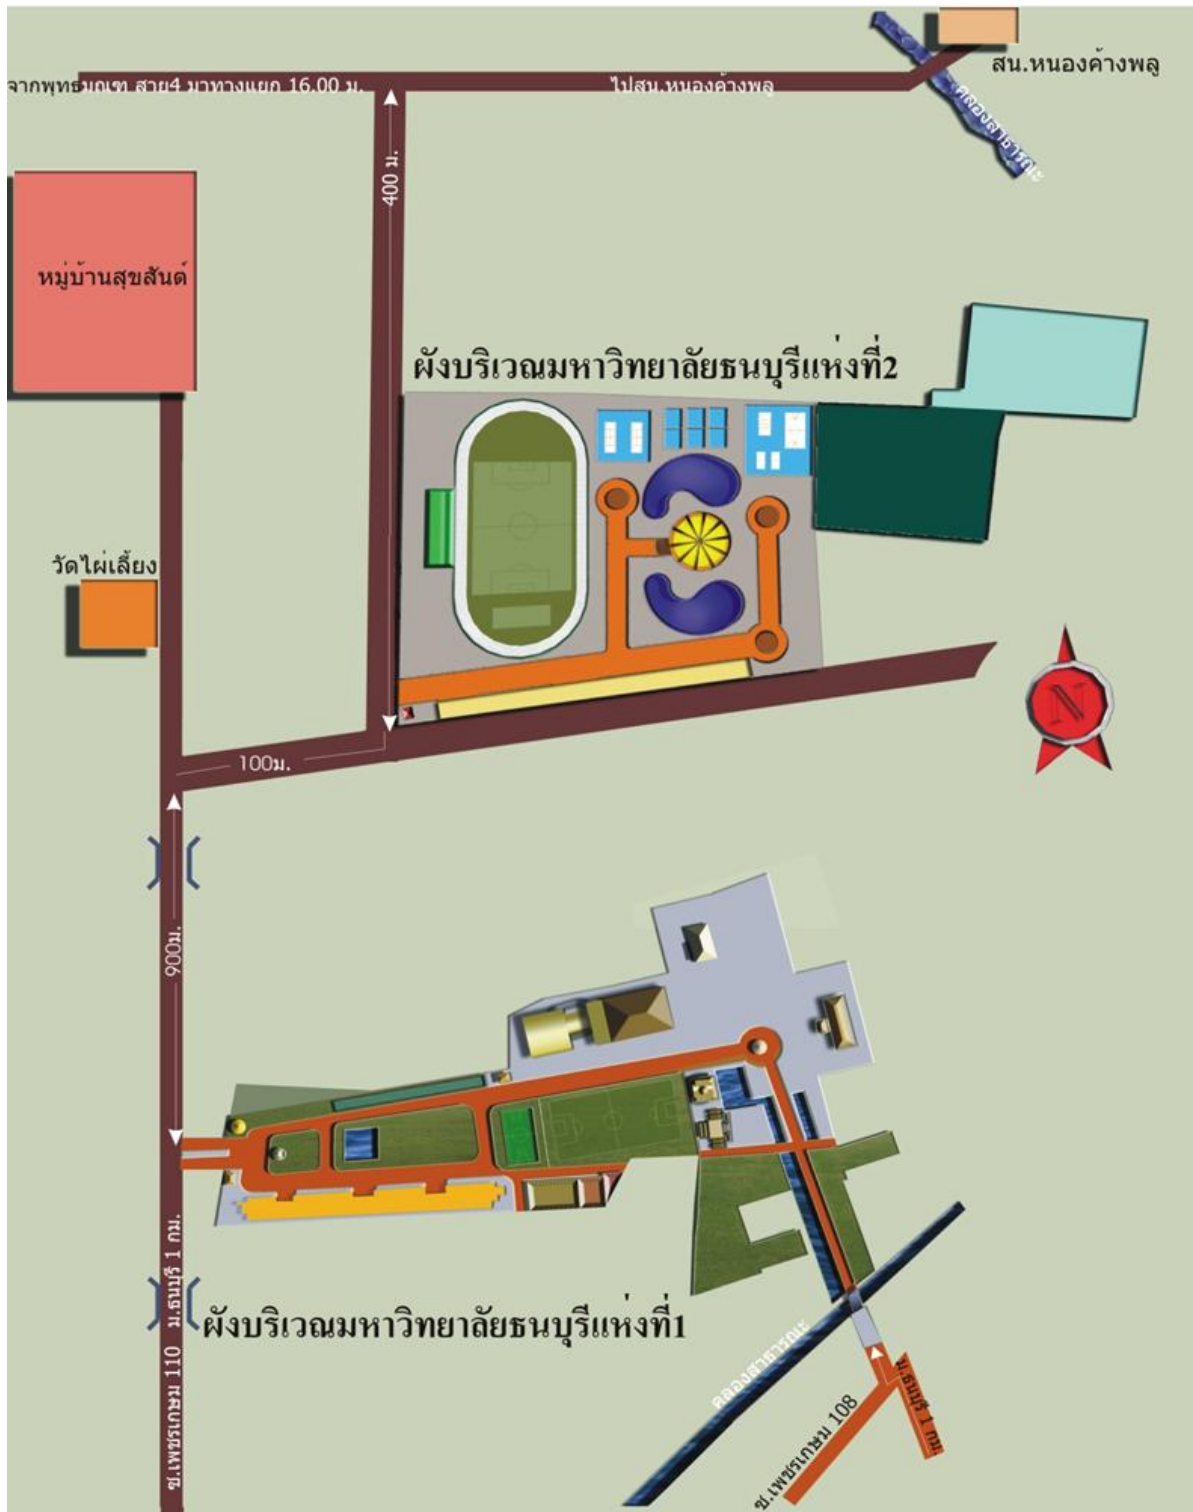 สน.หนองค้างพลู
จากพุทธมณฑ สาย4 มาทางแยก 16.00 ม.
ไปสน.หนองค้างพลู
คลองสาธารณะ
400 ม.
หมู่บ้านสุขสันต์
ผังบริเวณมหาวิทยาลัยธนบุรีแห่งที่2
วัดไผ่เลี้ยง
N
100ม.
900ม.
ซ.เพชรเกษม 110 ม.ธนบุรี 1 กม.
ผังบริเวณมหาวิทยาลัยธนบุรีแห่งที่1
คลองสาธารณะ
ซ.เพชรเกษม 108
ม.ธนบุรี 1 กม.